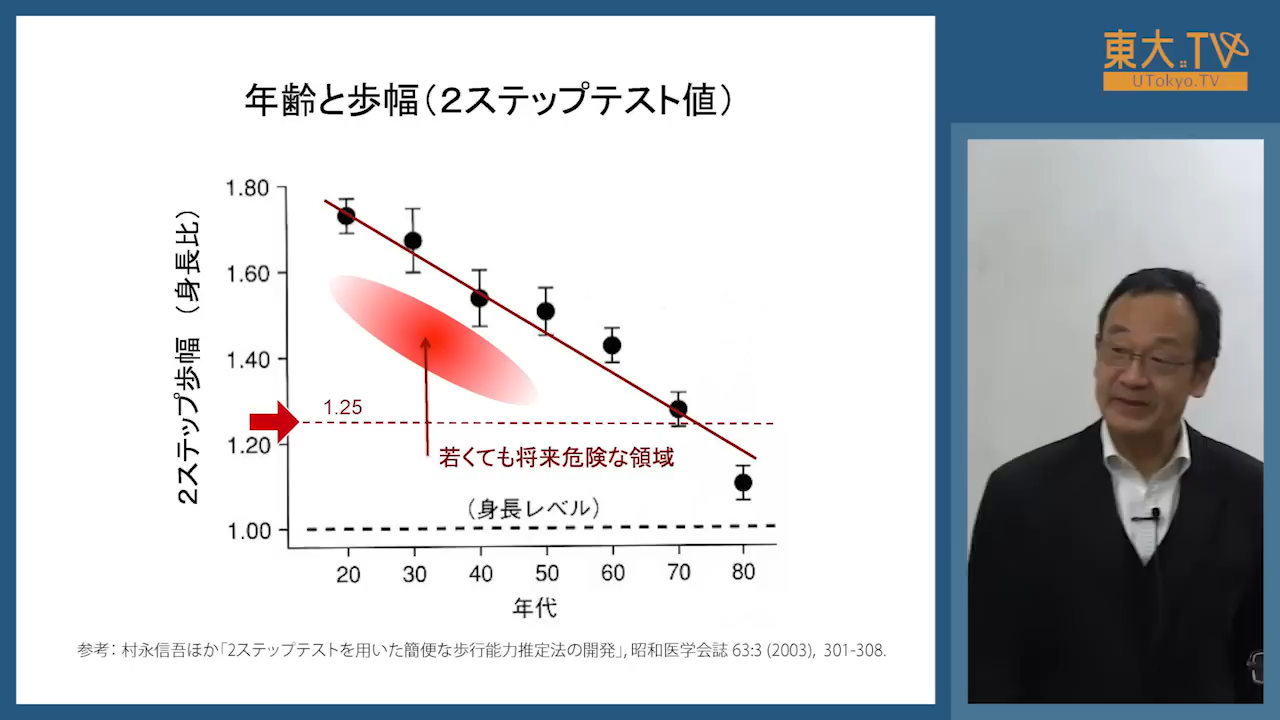 東大.TV
UTokyo.TV
年齢と歩幅（２ステップテスト値）
２ステップ歩幅 （身長比）
1.80
1.60
1.40
1.20
1.00
1.25
若くても将来危険な領域
（身長レベル）
20 30 40 50 60 70 80
年代
参考： 村永信吾ほか「2ステップテストを用いた簡便な歩行能力推定法の開発」, 昭和医学会誌 63:3 (2003), 301-308.